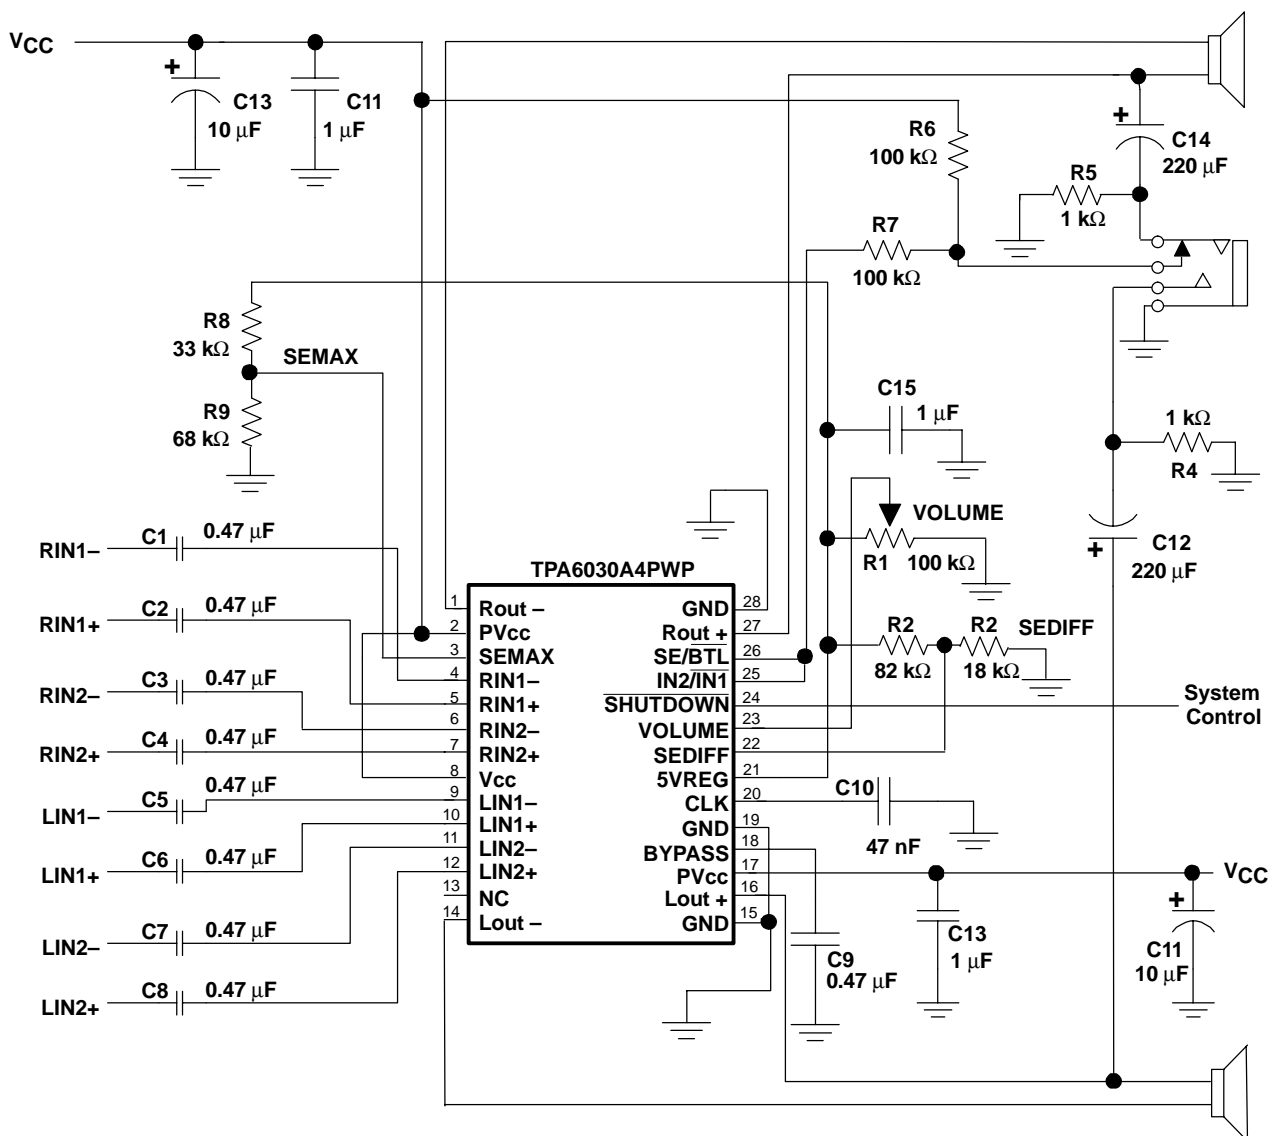 VCC
+
C13
10 μF
C11
1 μF
R6
100 kΩ
+
C14
220 μF
R5
1 kΩ
R7
100 kΩ
R8
33 kΩ
SEMAX
R9
68 kΩ
C15
1 μF
1 kΩ
R4
VOLUME
R1
100 kΩ
+
C12
220 μF
R2
82 kΩ
R2
18 kΩ
SEDIFF
RIN1–
C1
0.47 μF
RIN1+
C2
0.47 μF
RIN2–
C3
0.47 μF
RIN2+
C4
0.47 μF
LIN1–
C5
0.47 μF
LIN1+
C6
0.47 μF
LIN2–
C7
0.47 μF
LIN2+
C8
0.47 μF
TPA6030A4PWP
1 Rout –
2 PVcc
3 SEMAX
4 RIN1–
5 RIN1+
6 RIN2–
7 RIN2+
8 Vcc
9 LIN1–
10 LIN1+
11 LIN2–
12 LIN2+
13 NC
14 Lout –
GND 28
Rout + 27
SE/BTL 26
IN2/IN1 25
SHUTDOWN 24
VOLUME 23
SEDIFF 22
5VREG 21
CLK 20
GND 19
BYPASS 18
PVcc 17
Lout + 16
GND 15
System
Control
C10
47 nF
VCC
C9
0.47 μF
C13
1 μF
+
C11
10 μF